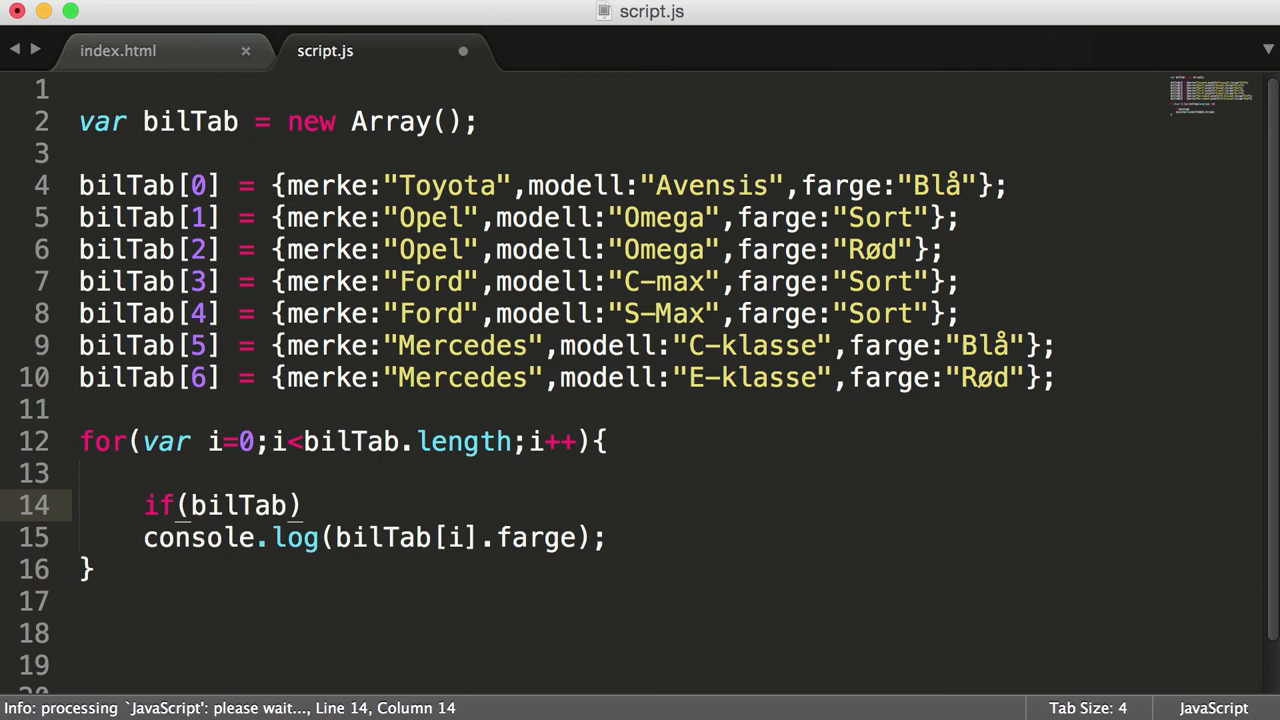 script.js
index.html
script.js
1
2 var bilTab = new Array();
3
4 bilTab[0] = {merke:"Toyota",modell:"Avensis",farge:"Blå"};
5 bilTab[1] = {merke:"Opel",modell:"Omega",farge:"Sort"};
6 bilTab[2] = {merke:"Opel",modell:"Omega",farge:"Rød"};
7 bilTab[3] = {merke:"Ford",modell:"C-max",farge:"Sort"};
8 bilTab[4] = {merke:"Ford",modell:"S-Max",farge:"Sort"};
9 bilTab[5] = {merke:"Mercedes",modell:"C-klasse",farge:"Blå"};
10 bilTab[6] = {merke:"Mercedes",modell:"E-klasse",farge:"Rød"};
11
12 for(var i=0;i<bilTab.length;i++){
13
14 if(bilTab)
15 console.log(bilTab[i].farge);
16 }
17
18
19
20
Info: processing `JavaScript': please wait..., Line 14, Column 14
Tab Size: 4
JavaScript